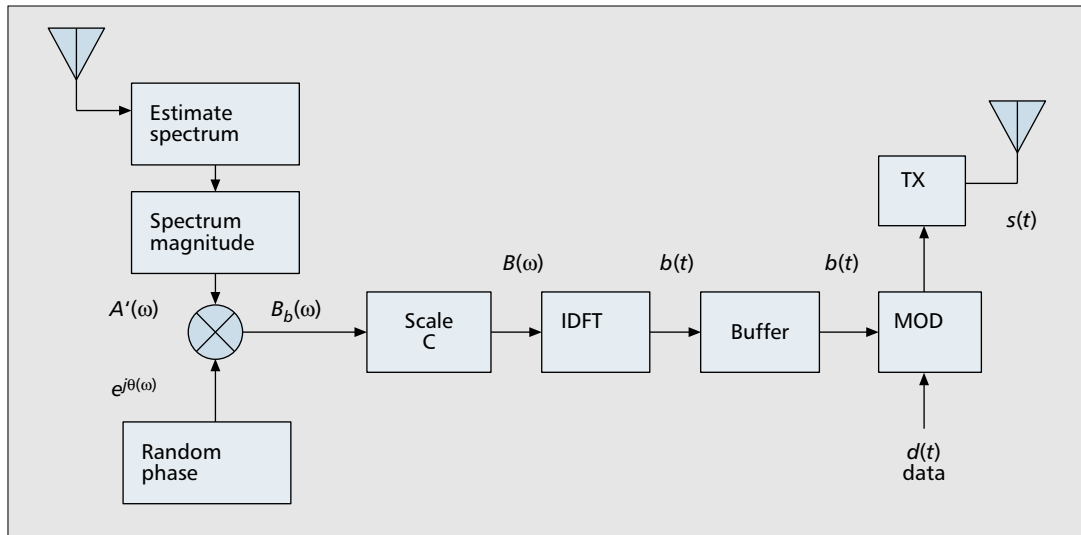 Estimate
spectrum
Spectrum
magnitude
A'(ω)
B_b(ω)
e^{jθ(ω)}
Random
phase
Scale
C
B(ω)
IDFT
b(t)
Buffer
b(t)
MOD
TX
s(t)
d(t)
data